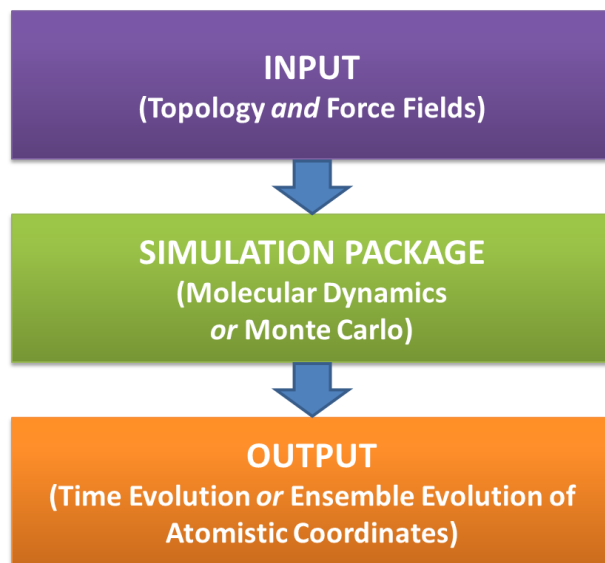 INPUT
(Topology and Force Fields)
SIMULATION PACKAGE
(Molecular Dynamics
or Monte Carlo)
OUTPUT
(Time Evolution or Ensemble Evolution of
Atomistic Coordinates)